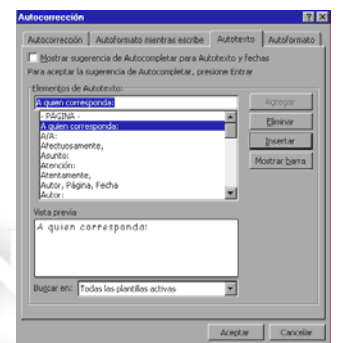 Autocorrección
Autocorrección Autoformato mientras escribe Autotexto Autoformato
Mostrar sugerencia de Autocompletar para Autotexto y fechas
Para aceptar la sugerencia de Autocompletar, presione Entrar
Elementos de Autotexto:
A quien corresponda: Agregar
- PÁGINA -
A quien corresponda: Eliminar
A/A:
Afectuosamente, Insertar
Asunto:
Atención: Mostrar barra
Atentamente,
Autor, Página, Fecha
Autor:
Vista previa
A quien corresponda:
Buscar en: Todas las plantillas activas
Aceptar Cancelar